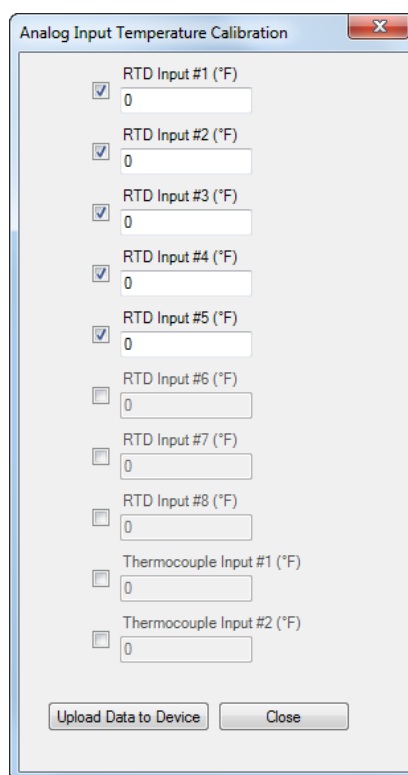 Analog Input Temperature Calibration
RTD Input #1 (°F)
0
RTD Input #2 (°F)
0
RTD Input #3 (°F)
0
RTD Input #4 (°F)
0
RTD Input #5 (°F)
0
RTD Input #6 (°F)
0
RTD Input #7 (°F)
0
RTD Input #8 (°F)
0
Thermocouple Input #1 (°F)
0
Thermocouple Input #2 (°F)
0
Upload Data to Device Close